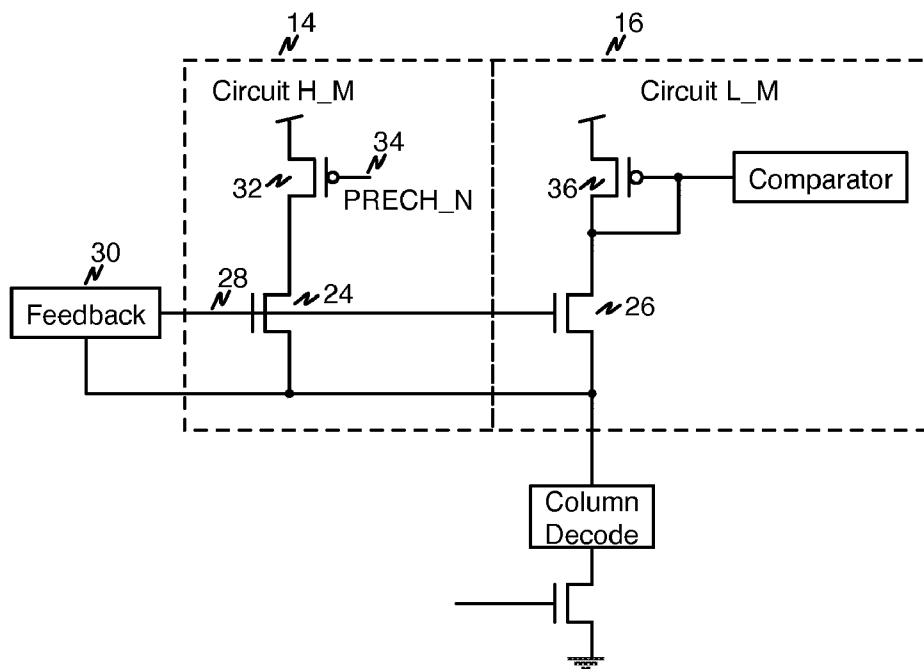 14
16
Circuit H_M
Circuit L_M
34
32
PRECH_N
36
Comparator
30
28
24
26
Feedback
Column
Decode